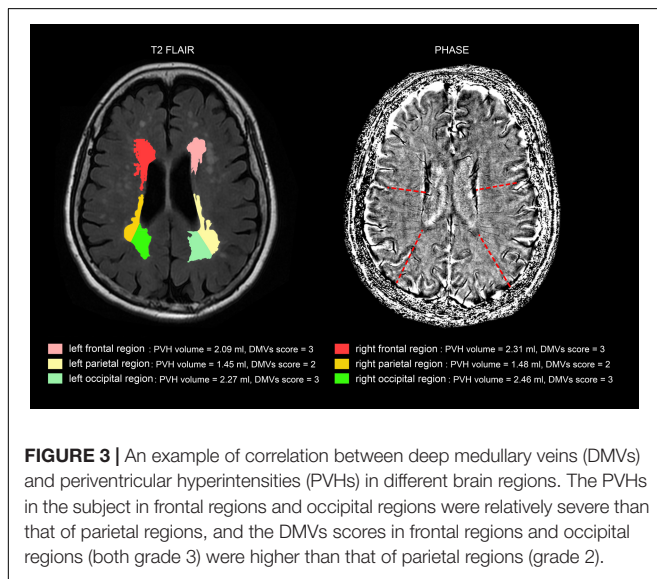 T2 FLAIR
PHASE
left frontal region : PVH volume = 2.09 ml, DMVs score = 3
left parietal region : PVH volume = 1.45 ml, DMVs score = 2
left occipital region : PVH volume = 2.27 ml, DMVs score = 3
right frontal region : PVH volume = 2.31 ml, DMVs score = 3
right parietal region : PVH volume = 1.48 ml, DMVs score = 2
right occipital region : PVH volume = 2.46 ml, DMVs score = 3
FIGURE 3 | An example of correlation between deep medullary veins (DMVs)
and periventricular hyperintensities (PVHs) in different brain regions. The PVHs
in the subject in frontal regions and occipital regions were relatively severe than
that of parietal regions, and the DMVs scores in frontal regions and occipital
regions (both grade 3) were higher than that of parietal regions (grade 2).